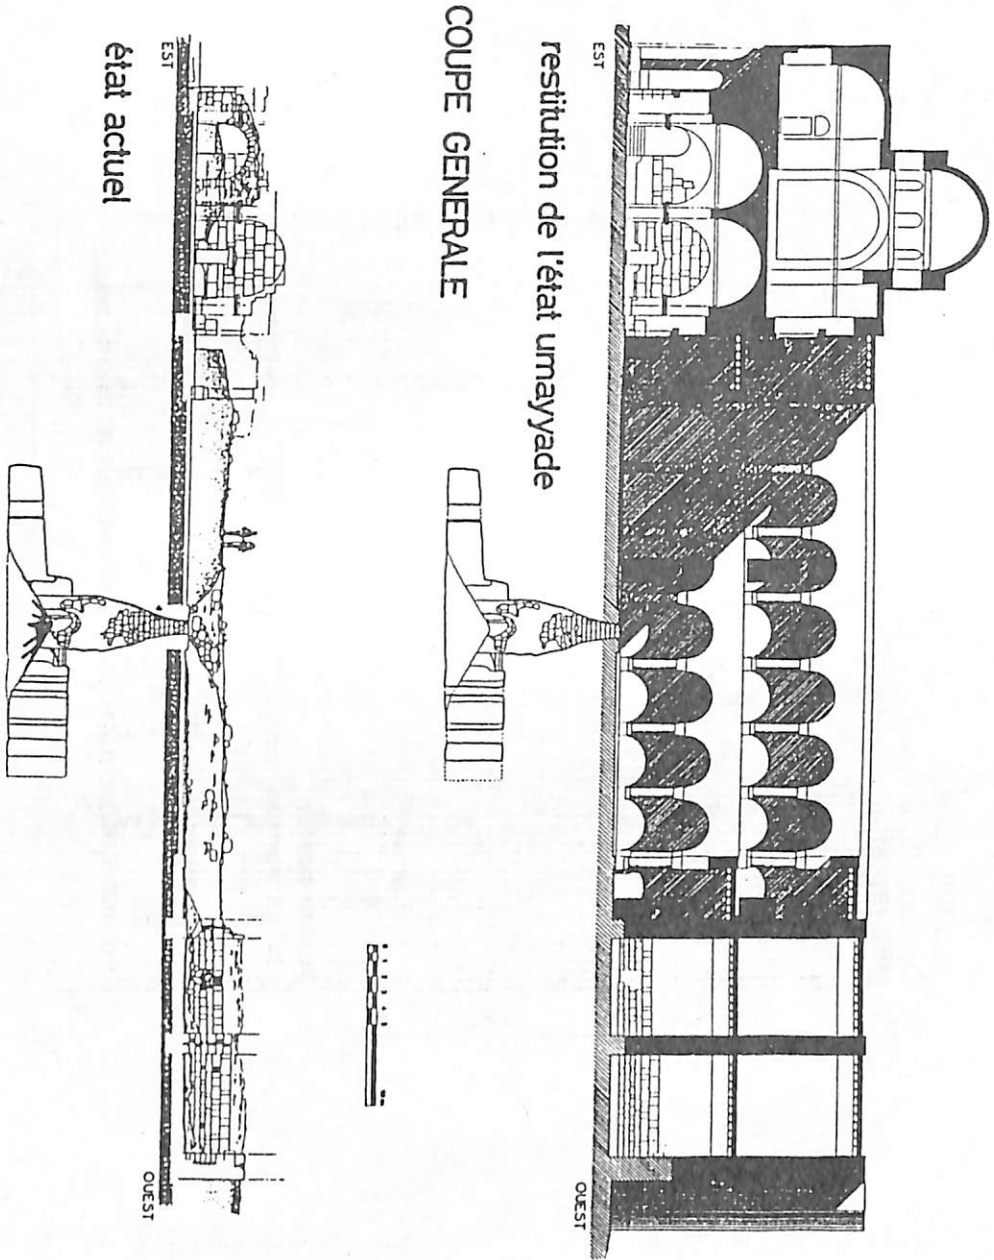 EST
OUEST
restitution de l'état umayyade
COUPE GENERALE
EST
OUEST
état actuel